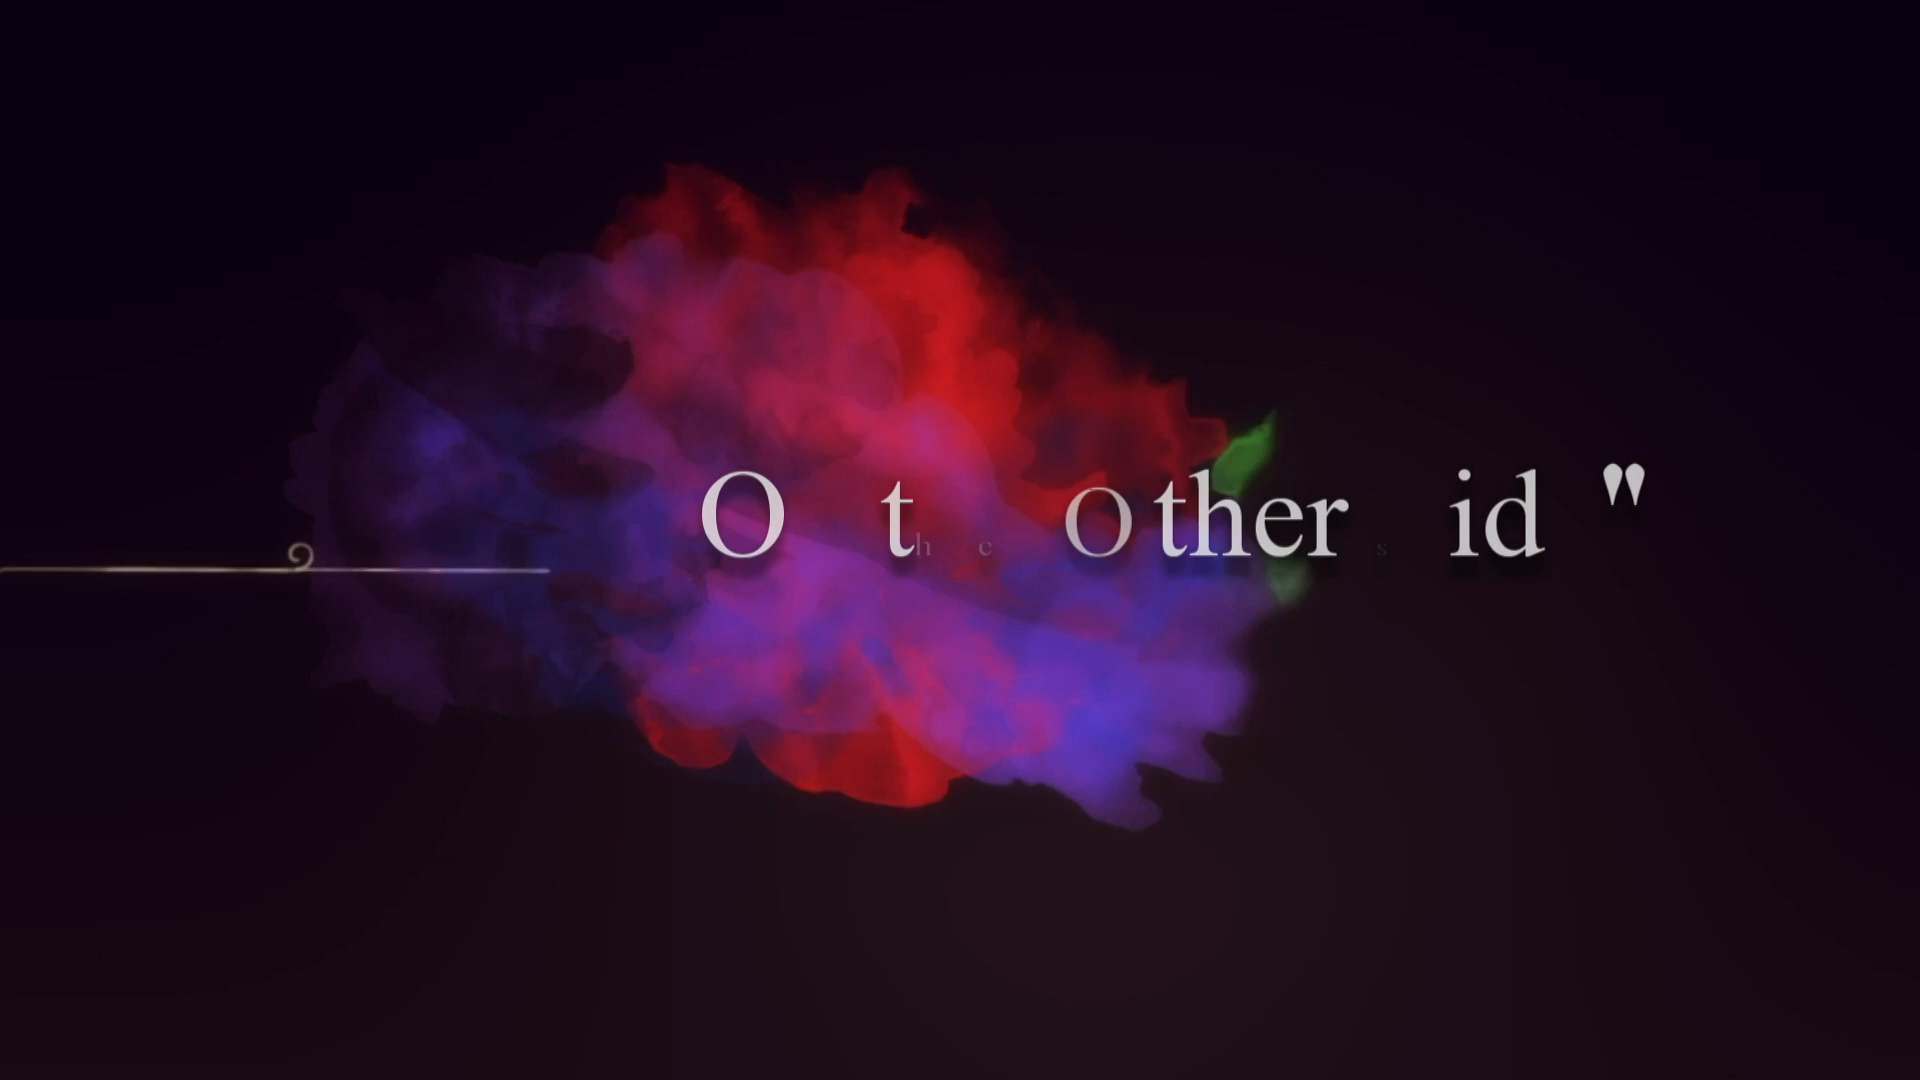 O the other sid "